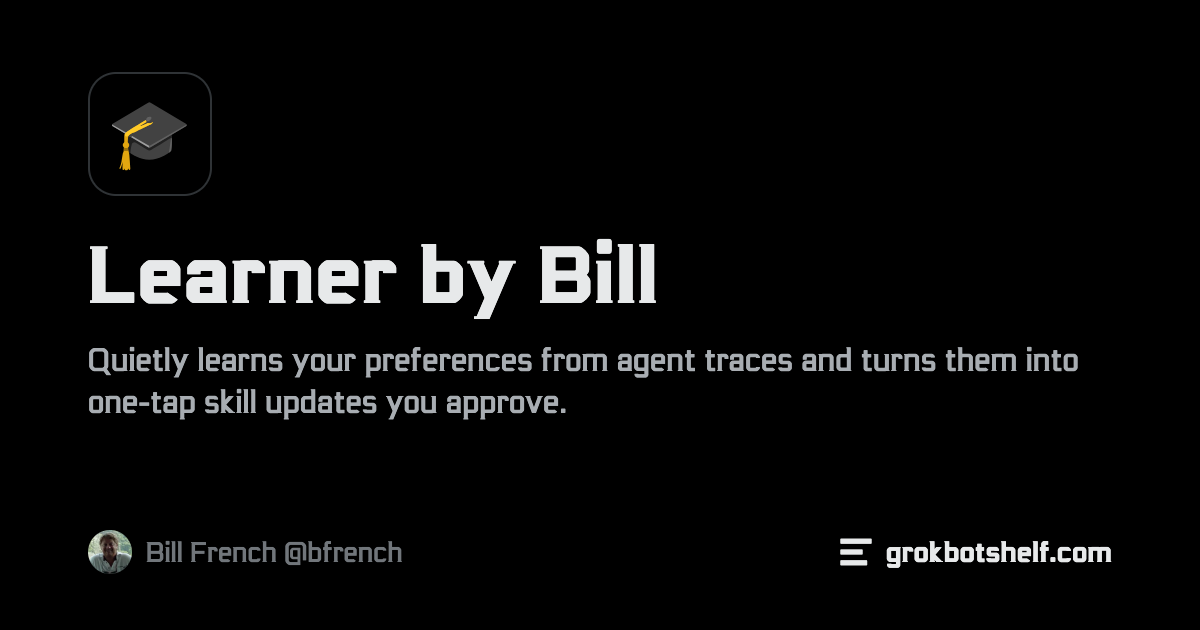 Learner by Bill
Quietly learns your preferences from agent traces and turns them into
one-tap skill updates you approve.
Bill French @bfrench
grokbotshelf.com